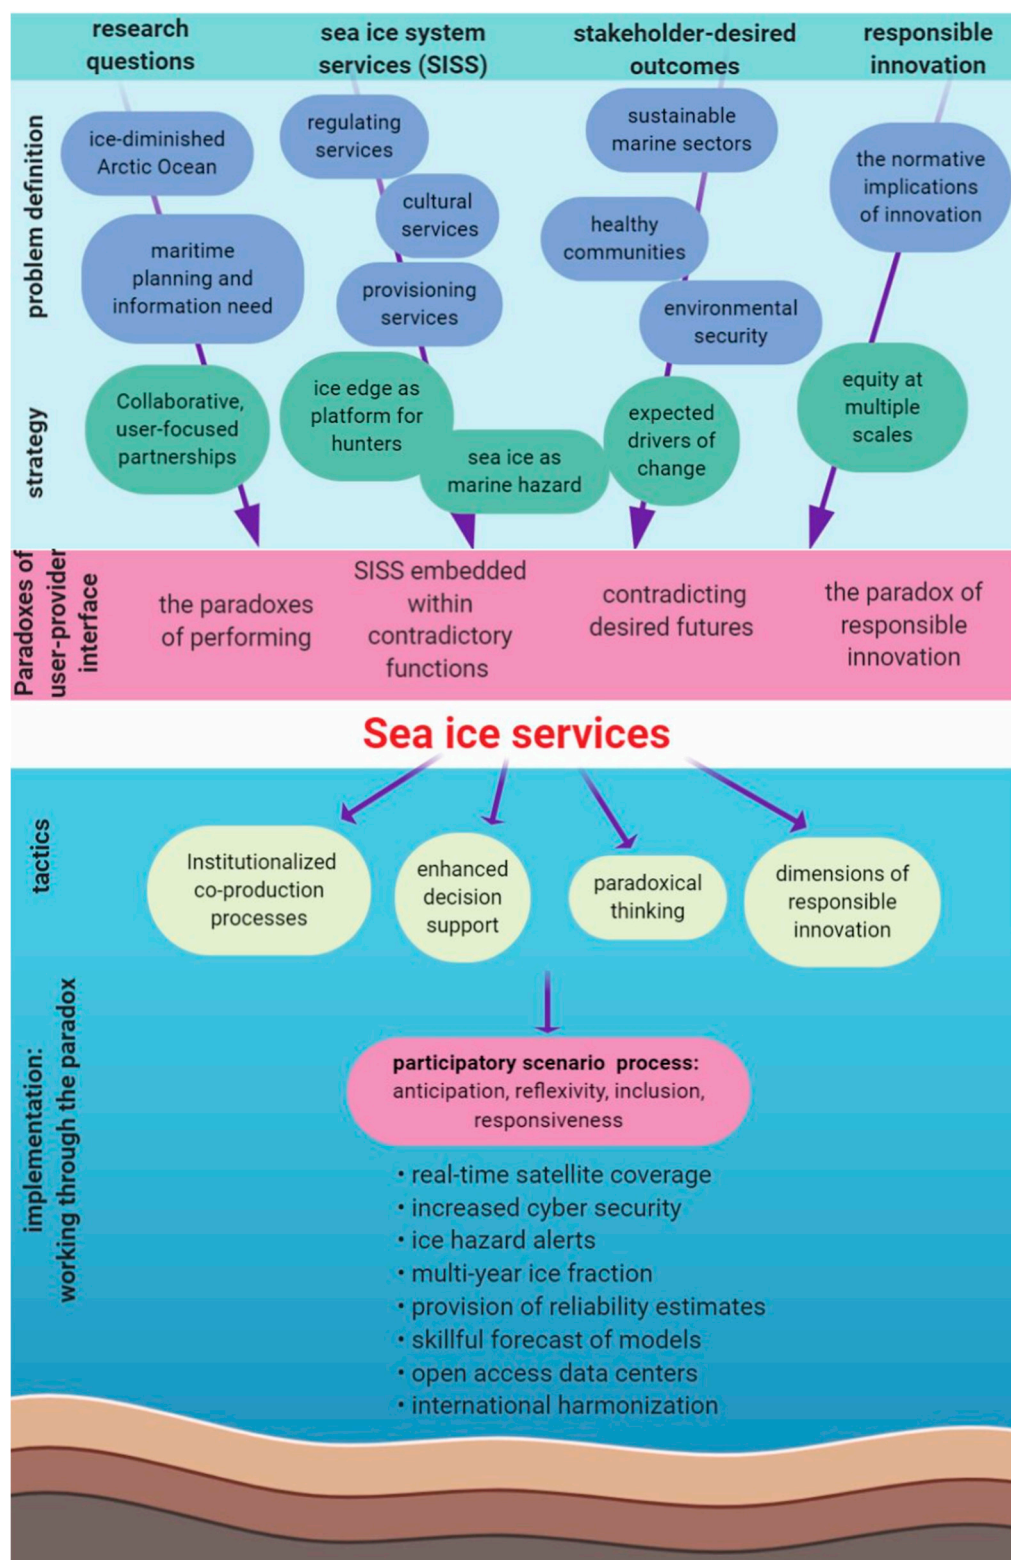 research
questions
sea ice system
services (SISS)
stakeholder-desired
outcomes
responsible
innovation
problem definition
ice-diminished
Arctic Ocean
maritime
planning and
information need
regulating
services
cultural
services
provisioning
services
sustainable
marine sectors
healthy
communities
environmental
security
the normative
implications
of innovation
strategy
Collaborative,
user-focused
partnerships
ice edge as
platform for
hunters
sea ice as
marine hazard
expected
drivers of
change
equity at
multiple
scales
Paradoxes of
user-provider
interface
the paradoxes
of performing
SISS embedded
within
contradictory
functions
contradicting
desired futures
the paradox of
responsible
innovation
Sea ice services
tactics
Institutionalized
co-production
processes
enhanced
decision
support
paradoxical
thinking
dimensions of
responsible
innovation
implementation:
working through the paradox
participatory scenario process:
anticipation, reflexivity, inclusion,
responsiveness
• real-time satellite coverage
• increased cyber security
• ice hazard alerts
• multi-year ice fraction
• provision of reliability estimates
• skillful forecast of models
• open access data centers
• international harmonization